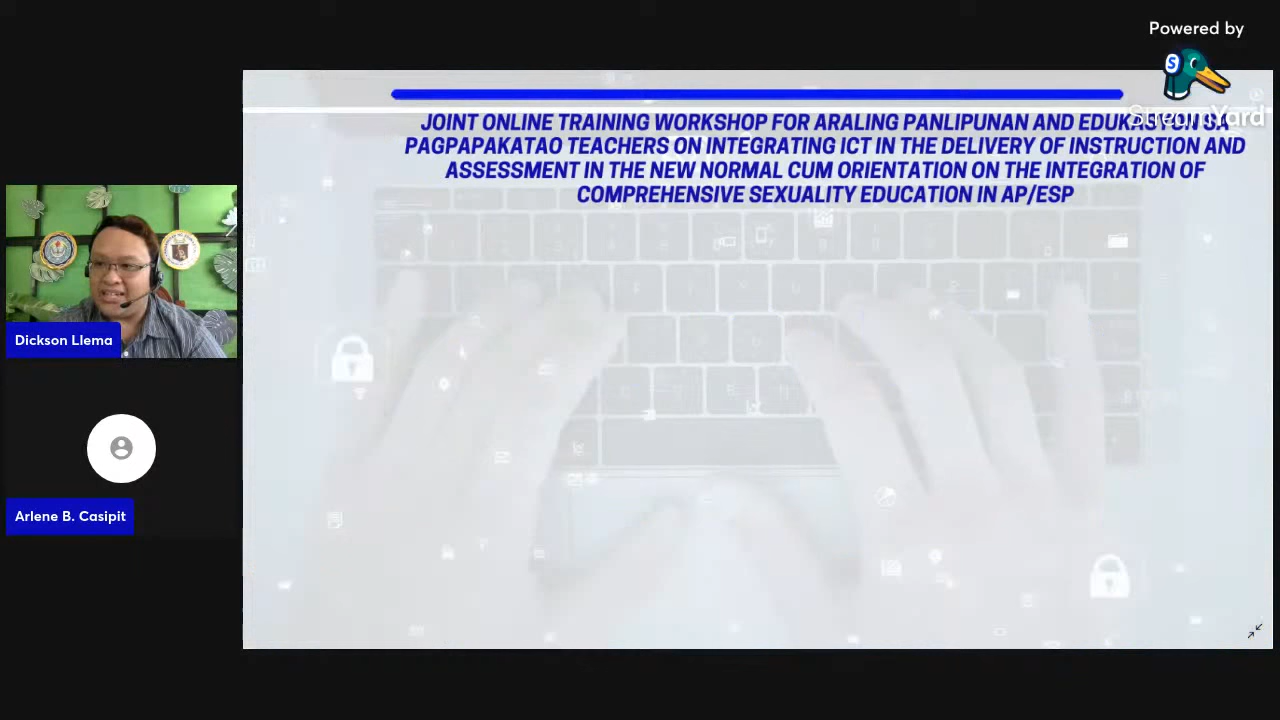 Powered by
StreamYard
JOINT ONLINE TRAINING WORKSHOP FOR ARALING PANLIPUNAN AND EDUKASYON SA
PAGPAPAKATAO TEACHERS ON INTEGRATING ICT IN THE DELIVERY OF INSTRUCTION AND
ASSESSMENT IN THE NEW NORMAL CUM ORIENTATION ON THE INTEGRATION OF
COMPREHENSIVE SEXUALITY EDUCATION IN AP/ESP
Dickson Llema
Arlene B. Casipit